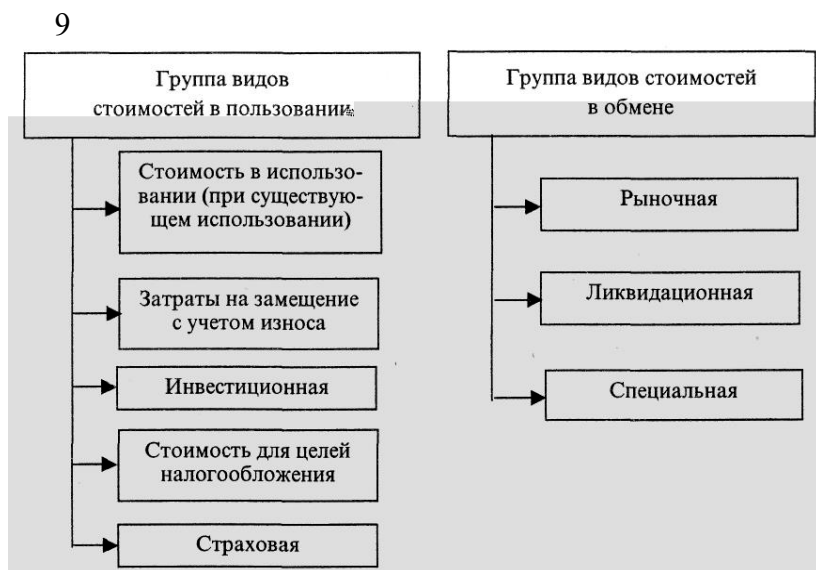 9
Группа видов
стоимостей в пользовании
Стоимость в использо-
вании (при существую-
щем использовании)
Затраты на замещение
с учетом износа
Инвестиционная
Стоимость для целей
налогообложения
Страховая
Группа видов стоимостей
в обмене
Рыночная
Ликвидационная
Специальная